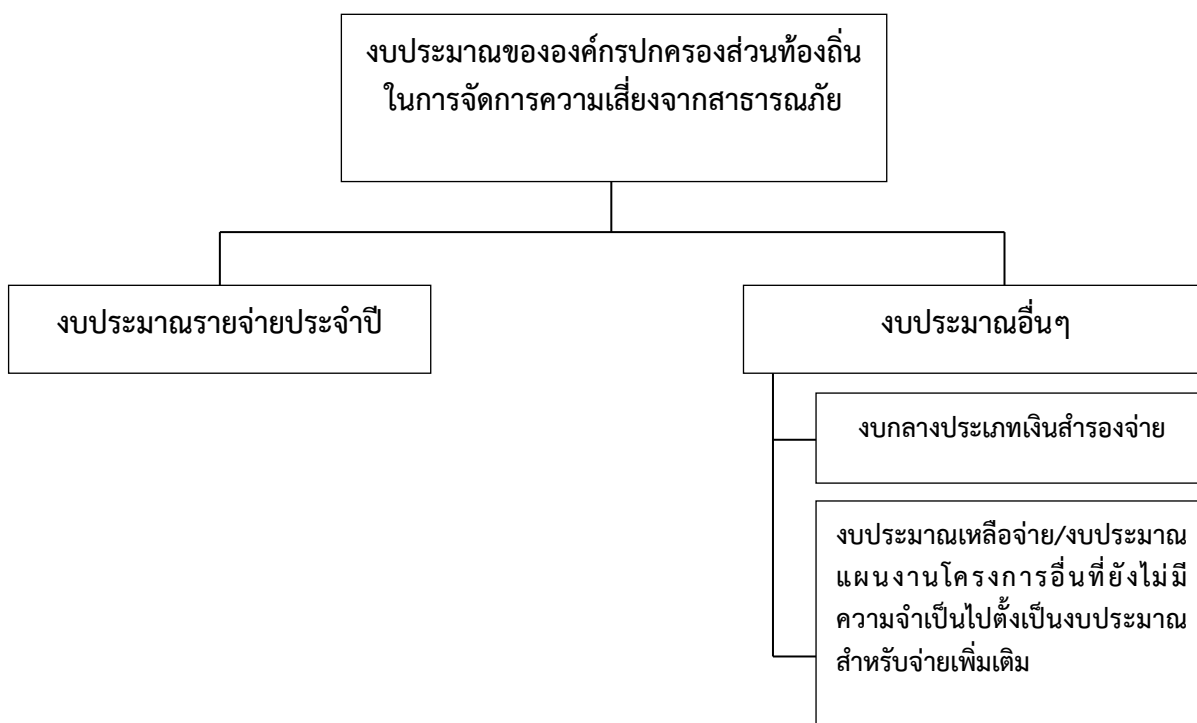 งบประมาณขององค์กรปกครองส่วนท้องถิ่น
ในการจัดการความเสี่ยงจากสาธารณภัย
งบประมาณรายจ่ายประจำปี
งบประมาณอื่นๆ
งบกลางประเภทเงินสำรองจ่าย
งบประมาณเหลือจ่าย/งบประมาณ
แผนงานโครงการอื่นที่ยังไม่มี
ความจำเป็นไปตั้งเป็นงบประมาณ
สำหรับจ่ายเพิ่มเติม